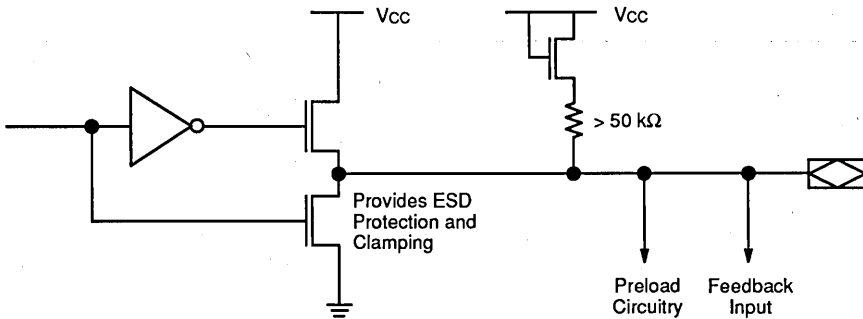 Vcc
Vcc
> 50 kΩ
Provides ESD
Protection and
Clamping
Preload
Circuitry
Feedback
Input